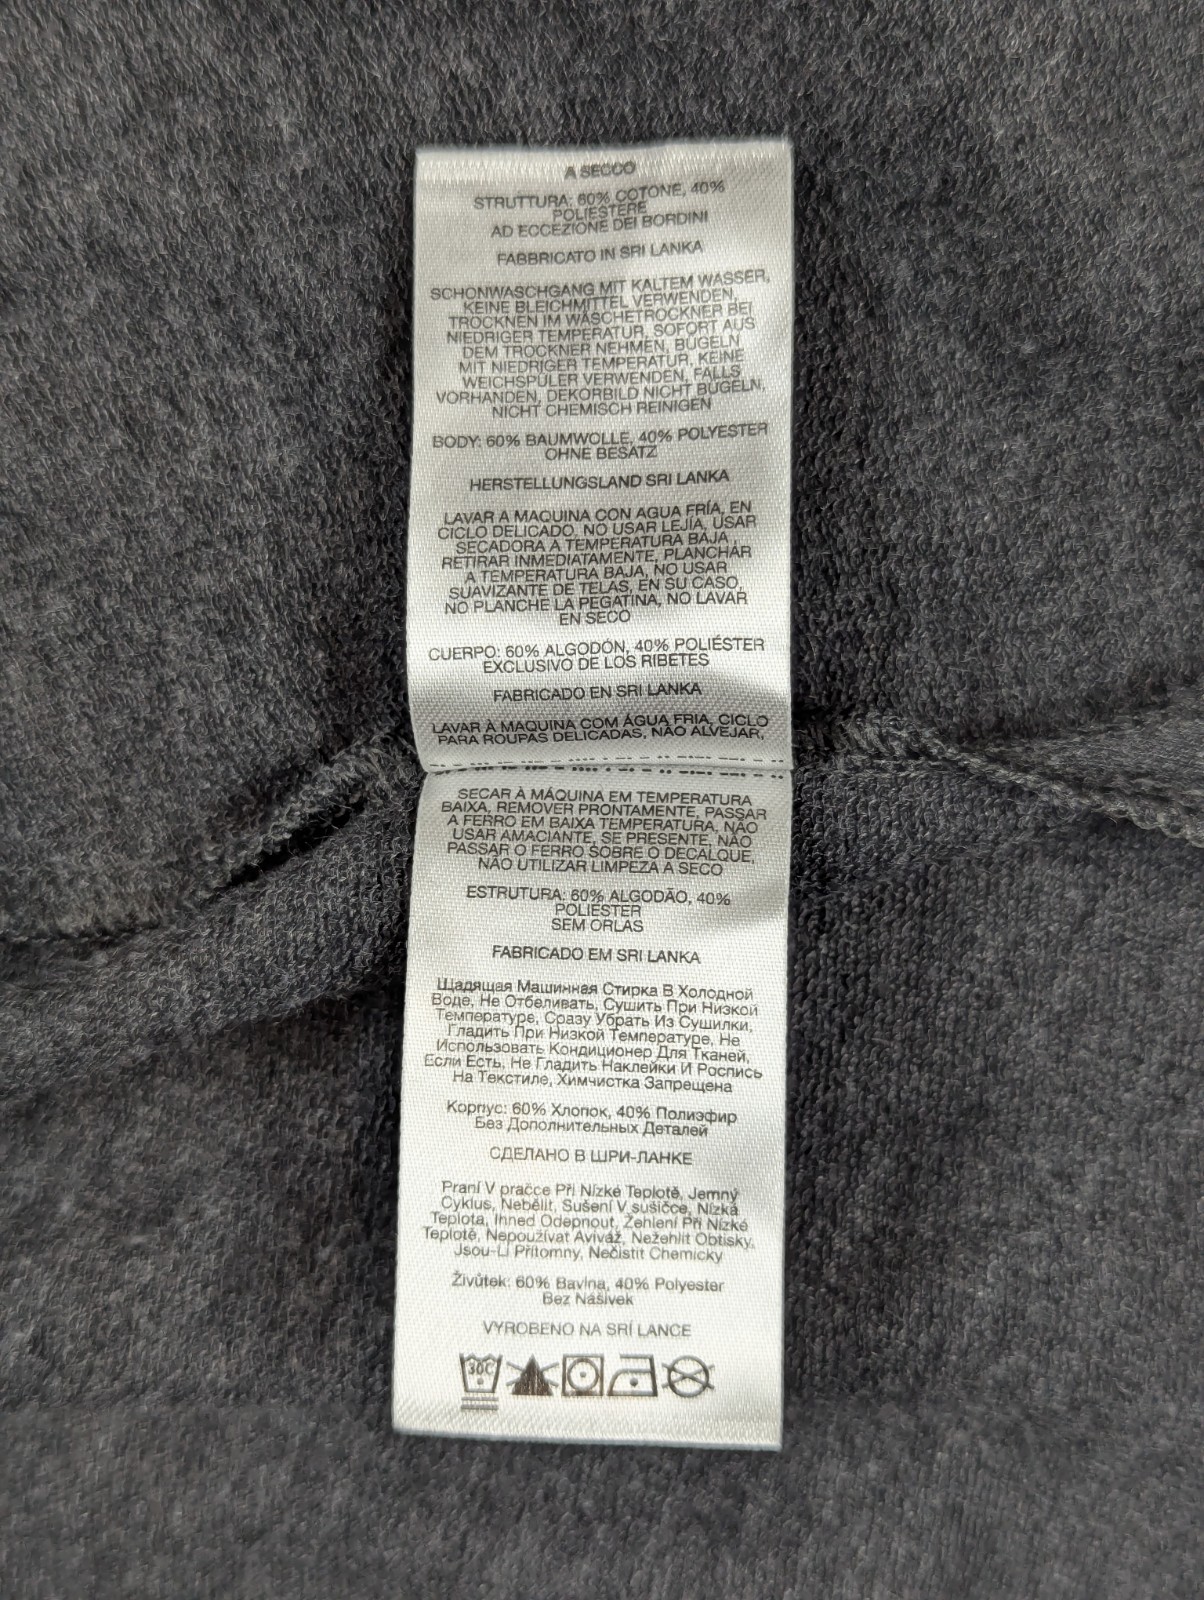 A SECCO
STRUTTURA: 60% COTONE, 40%
POLIESTERE
AD ECCEZIONE DEI BORDINI
FABBRICATO IN SRI LANKA
SCHONWASCHGANG MIT KALTEM WASSER,
KEINE BLEICHMITTEL VERWENDEN,
TROCKNEN IM WÄSCHETROCKNER BEI
NIEDRIGER TEMPERATUR, SOFORT AUS
DEM TROCKNER NEHMEN, BÜGELN
MIT NIEDRIGER TEMPERATUR, KEINE
WEICHSPÜLER VERWENDEN, FALLS
VORHANDEN, DEKORBILD NICHT BÜGELN,
NICHT CHEMISCH REINIGEN
BODY: 60% BAUMWOLLE, 40% POLYESTER
OHNE BESATZ
HERSTELLUNGSLAND SRI LANKA
LAVAR A MAQUINA CON AGUA FRÍA, EN
CICLO DELICADO, NO USAR LEJÍA, USAR
SECADORA A TEMPERATURA BAJA ,
RETIRAR INMEDIATAMENTE, PLANCHAR
A TEMPERATURA BAJA, NO USAR
SUAVIZANTE DE TELAS, EN SU CASO,
NO PLANCHE LA PEGATINA, NO LAVAR
EN SECO
CUERPO: 60% ALGODÓN, 40% POLIÉSTER
EXCLUSIVO DE LOS RIBETES
FABRICADO EN SRI LANKA
LAVAR À MAQUINA COM ÁGUA FRIA, CICLO
PARA ROUPAS DELICADAS, NÃO ALVEJAR,
SECAR À MÁQUINA EM TEMPERATURA
BAIXA, REMOVER PRONTAMENTE, PASSAR
A FERRO EM BAIXA TEMPERATURA, NÃO
USAR AMACIANTE, SE PRESENTE, NÃO
PASSAR O FERRO SOBRE O DECALQUE,
NÃO UTILIZAR LIMPEZA A SECO
ESTRUTURA: 60% ALGODÃO, 40%
POLIÉSTER
SEM ORLAS
FABRICADO EM SRI LANKA
Щадящая Машинная Стирка В Холодной
Воде, Не Отбеливать, Сушить При Низкой
Температуре, Сразу Убрать Из Сушилки,
Гладить При Низкой Температуре, Не
Использовать Кондиционер Для Тканей,
Если Есть, Не Гладить Наклейки И Роспись
На Текстиле, Химчистка Запрещена
Корпус: 60% Хлопок, 40% Полиэфир
Без Дополнительных Деталей
СДЕЛАНО В ШРИ-ЛАНКЕ
Praní V pračce Při Nízké Teplotě, Jemný
Cyklus, Nebělit, Sušení V sušičce, Nízká
Teplota, Ihned Odepnout, Žehlení Při Nízké
Teplotě, Nepoužívat Aviváž, Nežehlit Obtisky,
Jsou-Li Přítomny, Nečistit Chemicky
Živůtek: 60% Bavlna, 40% Polyester
Bez Nášivek
VYROBENO NA SRÍ LANCE
30C